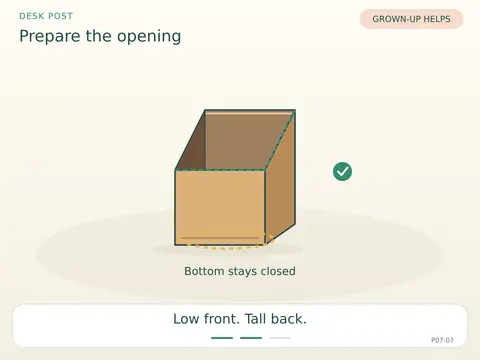 DESK POST
GROWN-UP HELPS
Prepare the opening
Bottom stays closed
Low front. Tall back.
P07-07